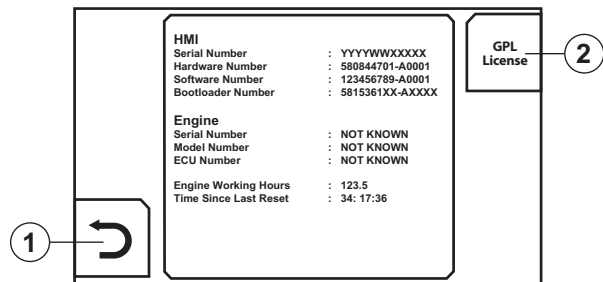 HMI
Serial Number : YYYYWWXXXXX
Hardware Number : 580844701-A0001
Software Number : 123456789-A0001
Bootloader Number : 5815361XX-AXXXX
Engine
Serial Number : NOT KNOWN
Model Number : NOT KNOWN
ECU Number : NOT KNOWN
Engine Working Hours : 123.5
Time Since Last Reset : 34: 17:36
GPL
License
2
1